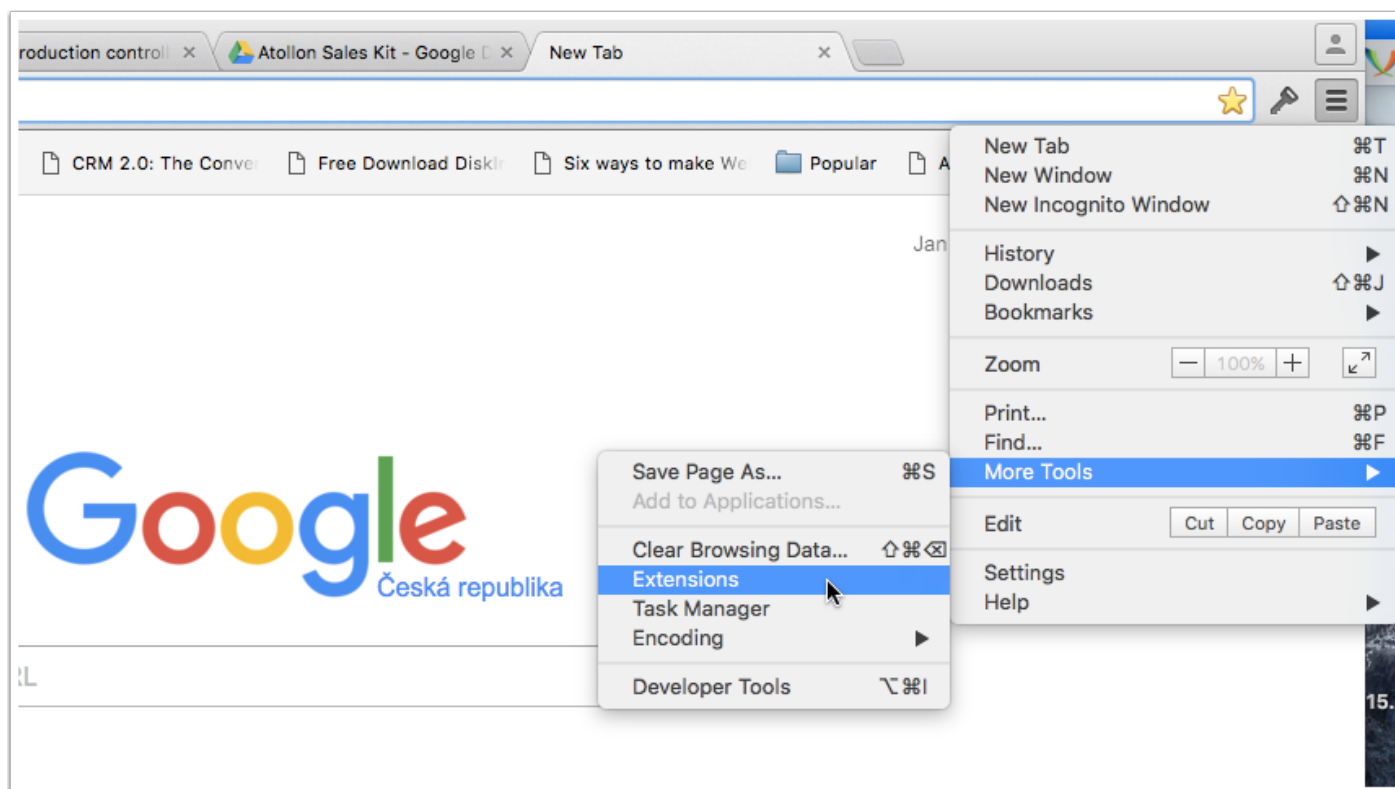 roduction controll
Atollon Sales Kit - Google D
New Tab
CRM 2.0: The Conve
Free Download DiskIn
Six ways to make We
Popular
A
Jan
Google
Česká republika
RL
New Tab ⌘T
New Window ⌘N
New Incognito Window ⇧⌘N
History
Downloads ⇧⌘J
Bookmarks
Zoom — 100% +
Print... ⌘P
Find... ⌘F
More Tools
Edit Cut Copy Paste
Settings
Help
Save Page As... ⌘S
Add to Applications...
Clear Browsing Data... ⇧⌘⌫
Extensions
Task Manager
Encoding
Developer Tools ⌥⌘I
15.